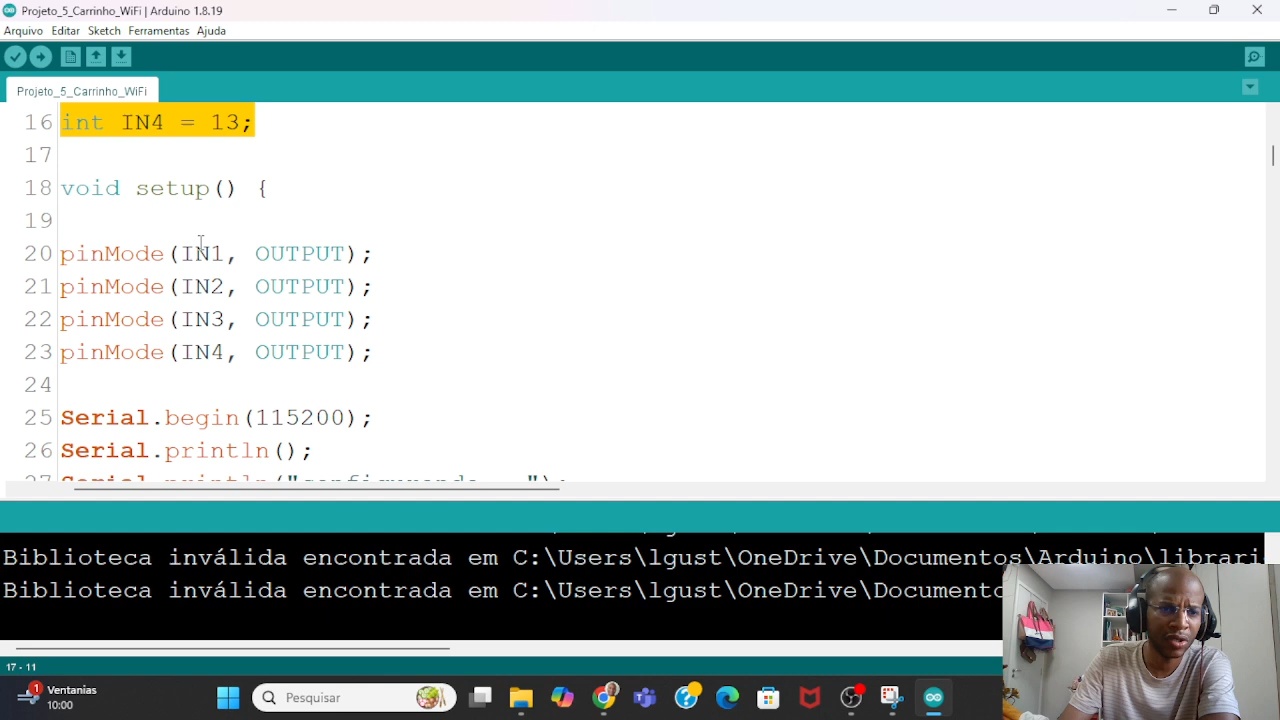 Projeto_5_Carrinho_WiFi | Arduino 1.8.19
Arquivo Editar Sketch Ferramentas Ajuda
Projeto_5_Carrinho_WiFi
16 int IN4 = 13;
17
18 void setup() {
19
20 pinMode(IN1, OUTPUT);
21 pinMode(IN2, OUTPUT);
22 pinMode(IN3, OUTPUT);
23 pinMode(IN4, OUTPUT);
24
25 Serial.begin(115200);
26 Serial.println();
Biblioteca inválida encontrada em C:\Users\lgust\OneDrive\Documentos\Arduino\librari
Biblioteca inválida encontrada em C:\Users\lgust\OneDrive\Documento
17 - 11
1 Ventanias
10:00
Pesquisar